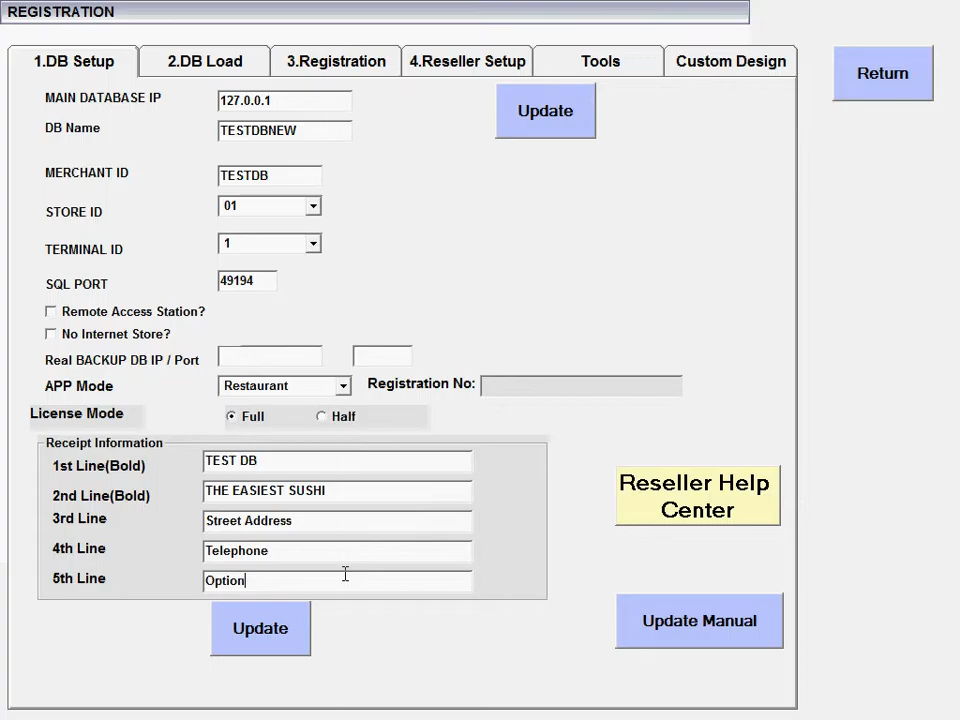 REGISTRATION
1.DB Setup 2.DB Load 3.Registration 4.Reseller Setup Tools Custom Design
Return
MAIN DATABASE IP 127.0.0.1
Update
DB Name TESTDBNEW
MERCHANT ID TESTDB
STORE ID 01
TERMINAL ID 1
SQL PORT 49194
Remote Access Station?
No Internet Store?
Real BACKUP DB IP / Port
APP Mode Restaurant Registration No:
License Mode Full Half
Receipt Information
1st Line(Bold) TEST DB
2nd Line(Bold) THE EASIEST SUSHI
3rd Line Street Address
4th Line Telephone
5th Line Option
Reseller Help
Center
Update
Update Manual